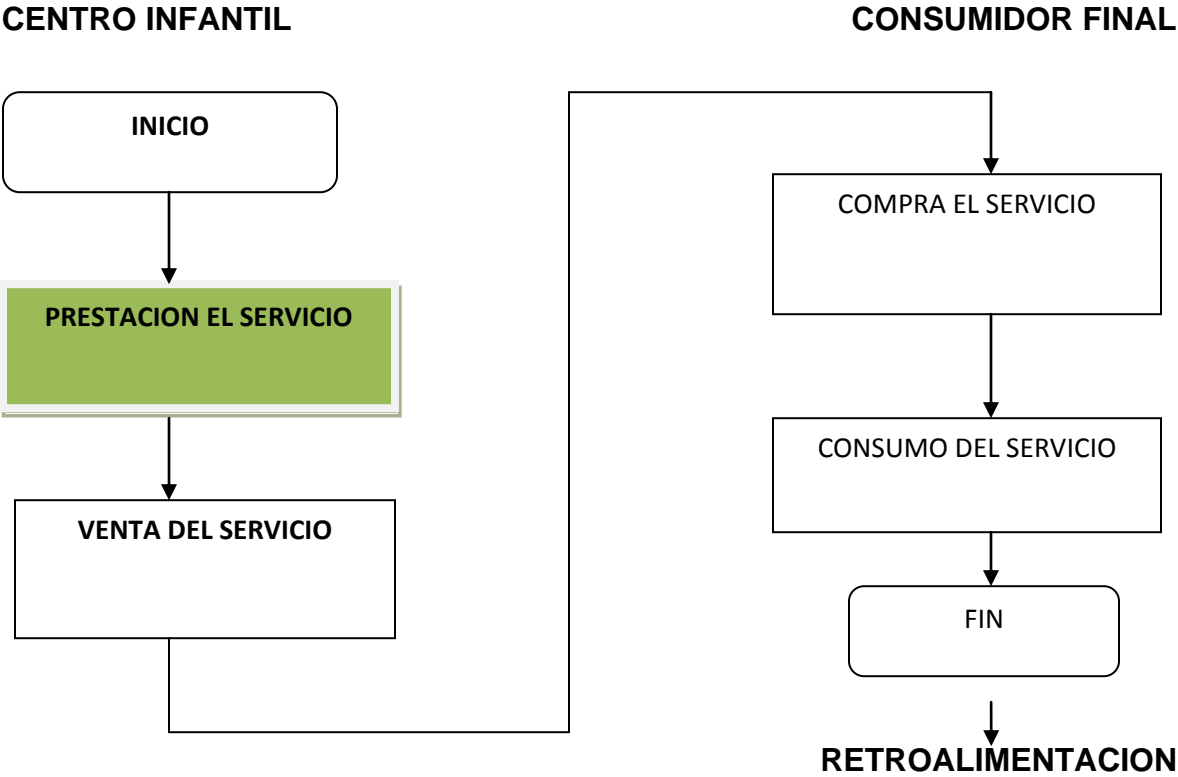 CENTRO INFANTIL
CONSUMIDOR FINAL
INICIO
PRESTACION EL SERVICIO
VENTA DEL SERVICIO
COMPRA EL SERVICIO
CONSUMO DEL SERVICIO
FIN
RETROALIMENTACION